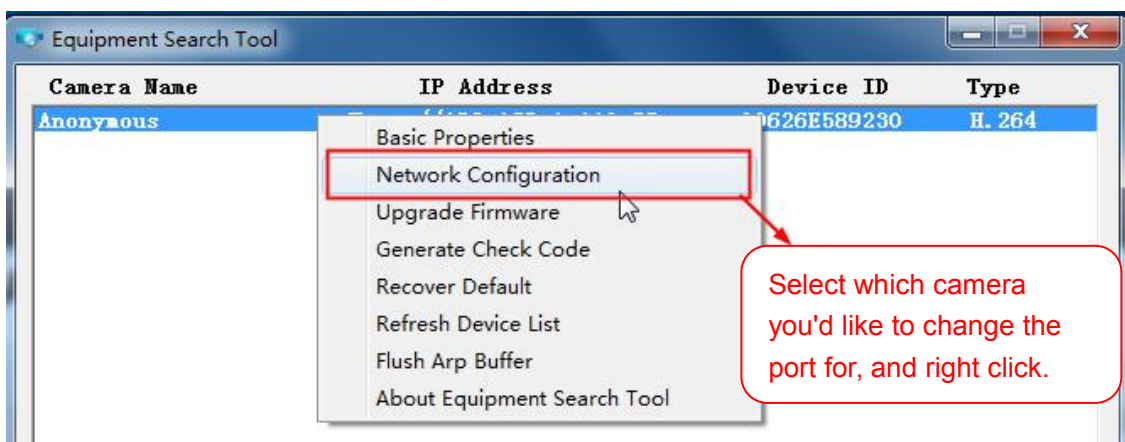 Equipment Search Tool
Camera Name IP Address Device ID Type
Anonymous H.264
Basic Properties
Network Configuration
Upgrade Firmware
Generate Check Code
Recover Default
Refresh Device List
Flush Arp Buffer
About Equipment Search Tool
Select which camera
you'd like to change the
port for, and right click.